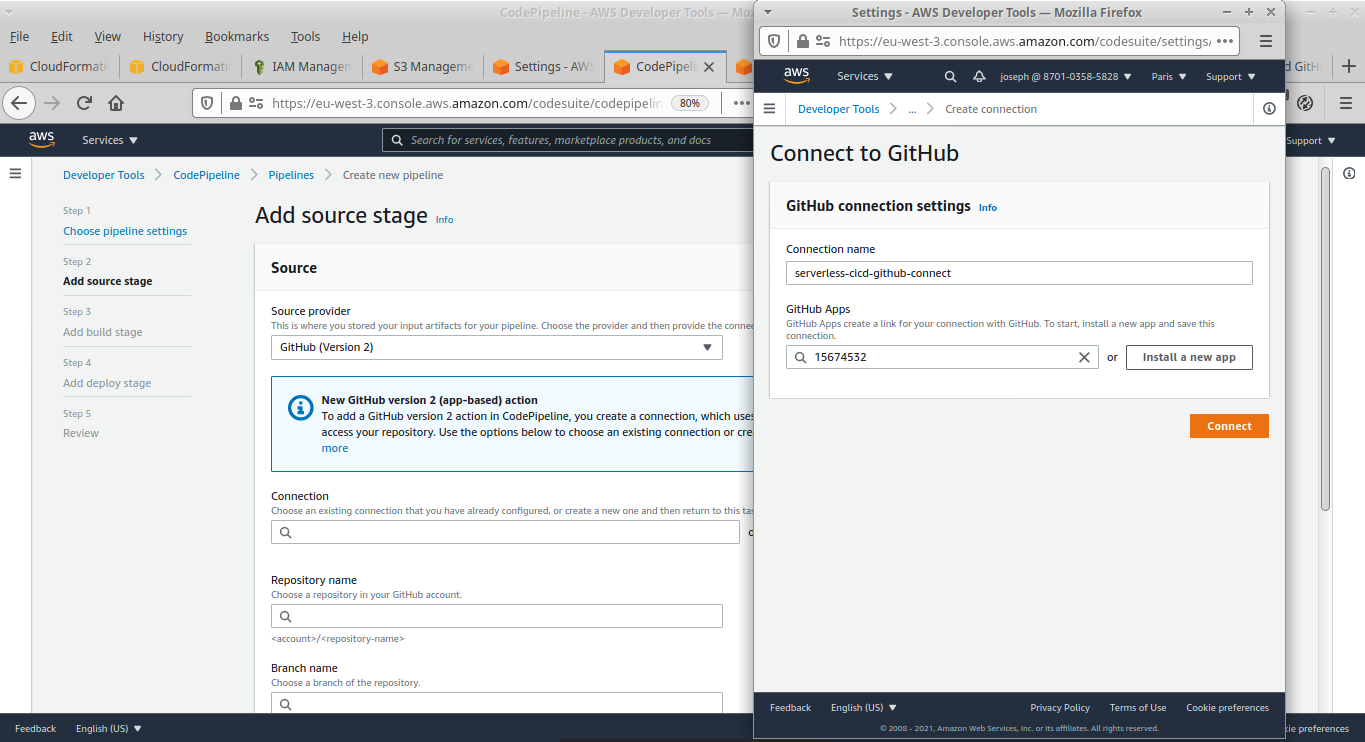 CodePipeline - AWS Developer Tools — Moz
File Edit View History Bookmarks Tools Help
CloudFormati
CloudFormati
IAM Managen
S3 Manageme
Settings - AWS
CodePipelin
d GitH
https://eu-west-3.console.aws.amazon.com/codesuite/codepipelin
80%
aws
Services
Search for services, features, marketplace products, and docs
Support
Developer Tools
CodePipeline
Pipelines
Create new pipeline
Step 1
Choose pipeline settings
Step 2
Add source stage
Step 3
Add build stage
Step 4
Add deploy stage
Step 5
Review
Add source stage Info
Source
Source provider
This is where you stored your input artifacts for your pipeline. Choose the provider and then provide the connec
GitHub (Version 2)
New GitHub version 2 (app-based) action
To add a GitHub version 2 action in CodePipeline, you create a connection, which uses
access your repository. Use the options below to choose an existing connection or crea
more
Connection
Choose an existing connection that you have already configured, or create a new one and then return to this tas
Repository name
Choose a repository in your GitHub account.
<account>/<repository-name>
Branch name
Choose a branch of the repository.
Feedback English (US)
kie preferences
Settings - AWS Developer Tools — Mozilla Firefox
https://eu-west-3.console.aws.amazon.com/codesuite/settings/
aws
Services
joseph @ 8701-0358-5828
Paris
Support
Developer Tools
...
Create connection
Connect to GitHub
GitHub connection settings Info
Connection name
serverless-cicd-github-connect
GitHub Apps
GitHub Apps create a link for your connection with GitHub. To start, install a new app and save this
connection.
15674532
or
Install a new app
Connect
Feedback English (US)
Privacy Policy Terms of Use Cookie preferences
© 2008 - 2021, Amazon Web Services, Inc. or its affiliates. All rights reserved.